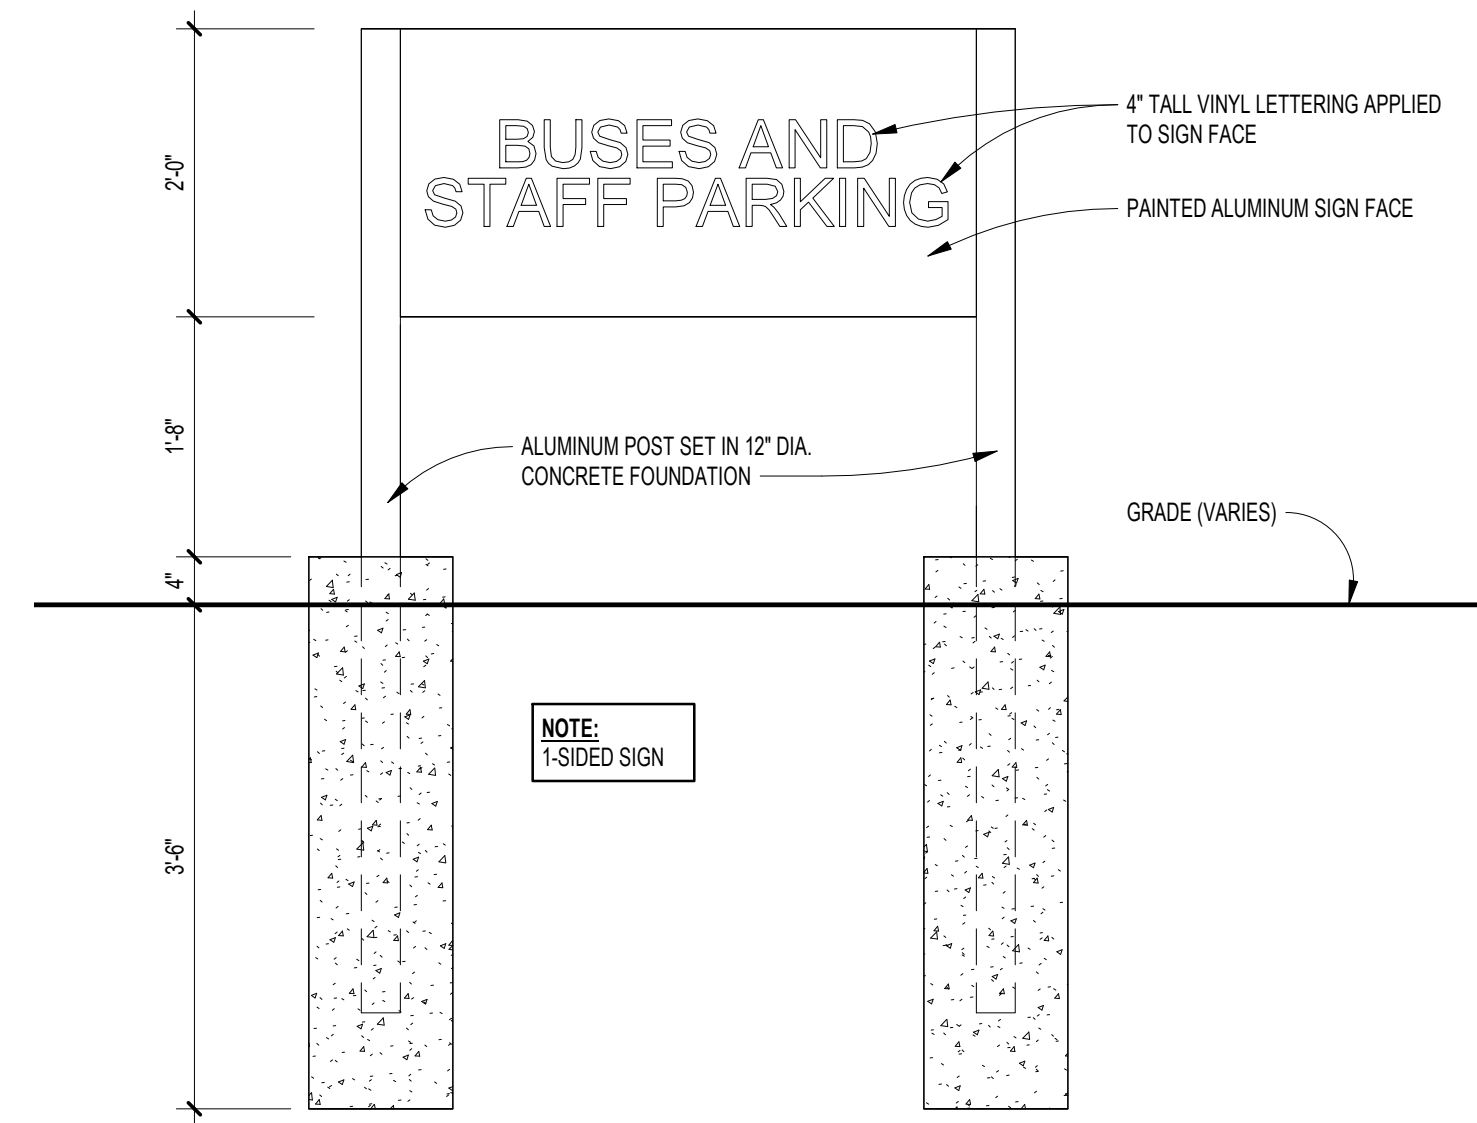 2'-0"
BUSES AND
STAFF PARKING
4" TALL VINYL LETTERING APPLIED
TO SIGN FACE
PAINTED ALUMINUM SIGN FACE
1'-8"
ALUMINUM POST SET IN 12" DIA.
CONCRETE FOUNDATION
GRADE (VARIES)
4"
NOTE:
1-SIDED SIGN
3'-6"